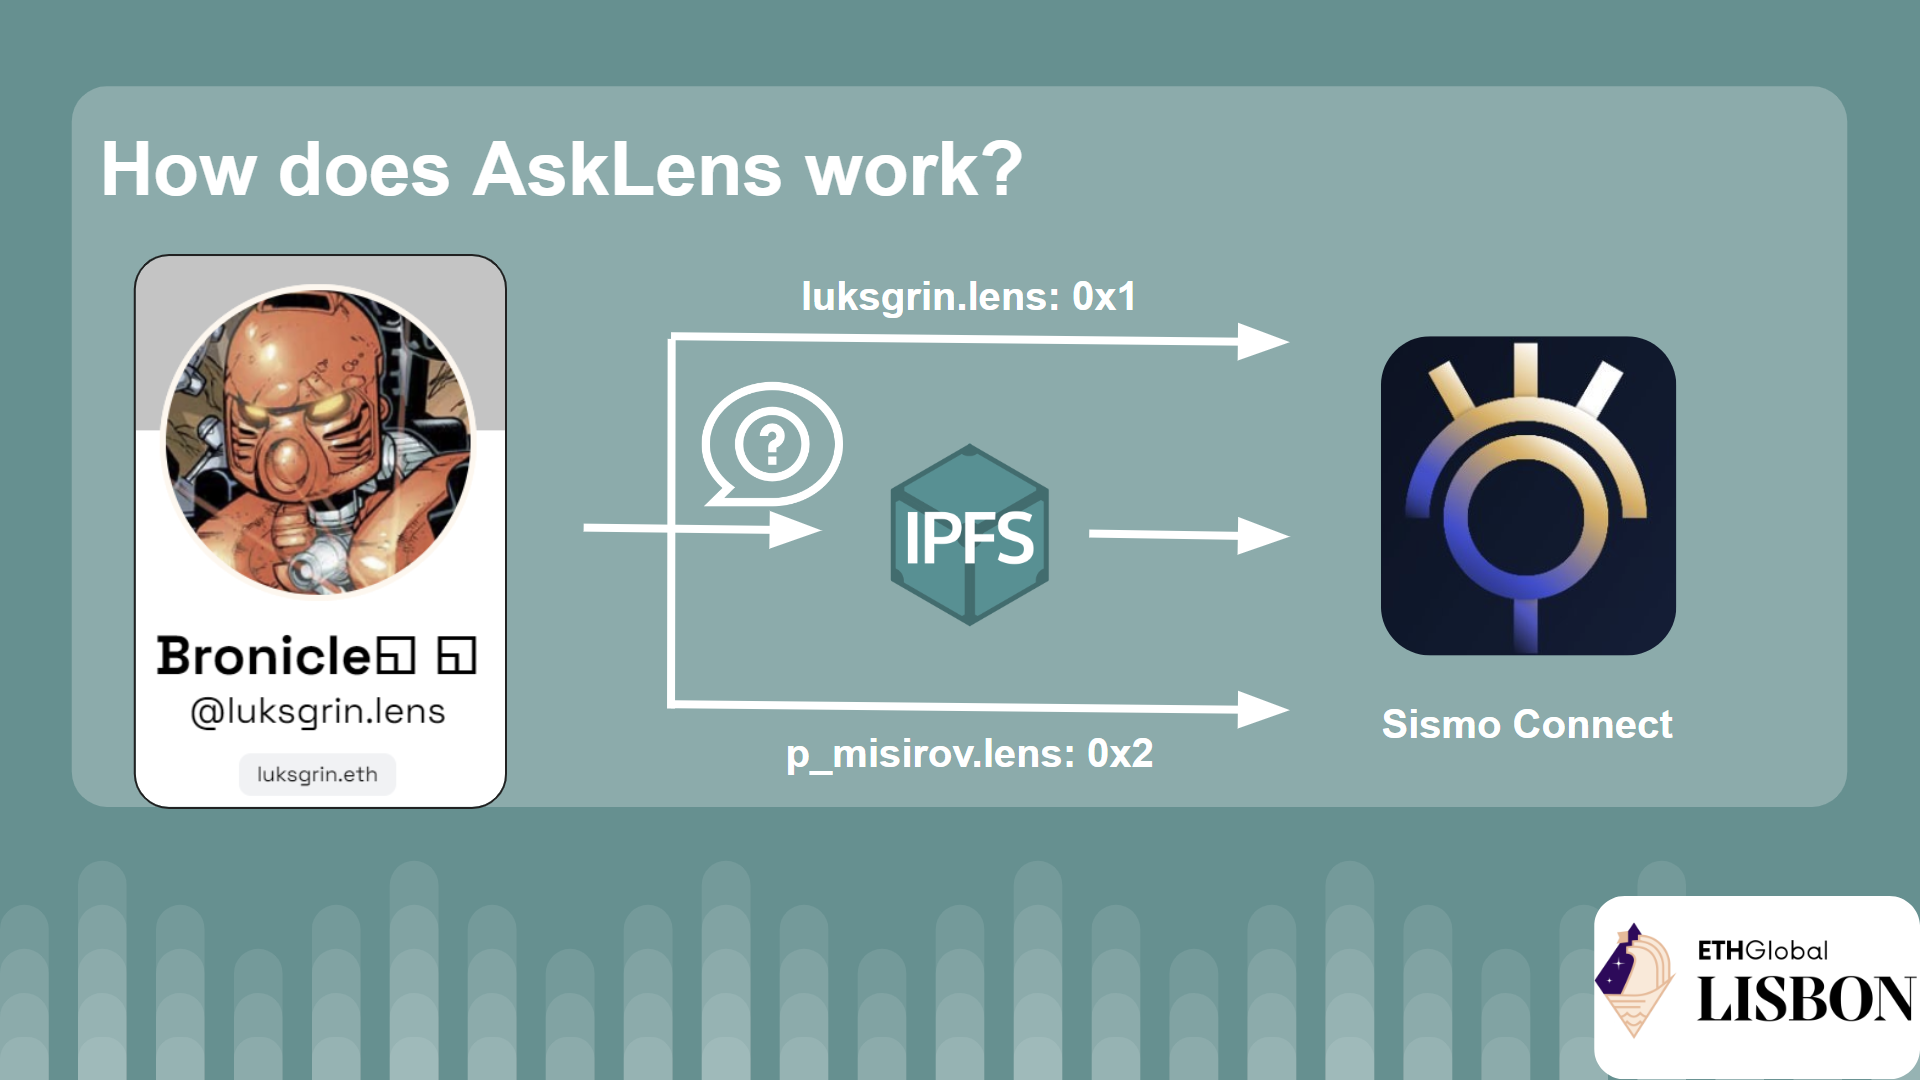 How does AskLens work?
luksgrin.lens: 0x1
?
IPFS
Bronicle
@luksgrin.lens
luksgrin.eth
p_misirov.lens: 0x2
Sismo Connect
ETHGlobal
LISBON